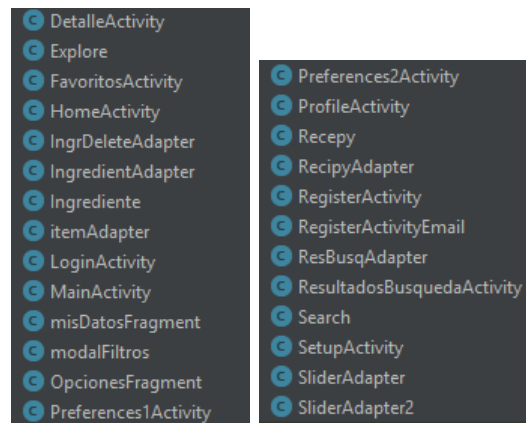 DetalleActivity
Explore
FavoritosActivity
HomeActivity
IngrDeleteAdapter
IngredientAdapter
Ingrediente
itemAdapter
LoginActivity
MainActivity
misDatosFragment
modalFiltros
OpcionesFragment
Preferences1Activity
Preferences2Activity
ProfileActivity
Recepy
RecipyAdapter
RegisterActivity
RegisterActivityEmail
ResBusqAdapter
ResultadosBusquedaActivity
Search
SetupActivity
SliderAdapter
SliderAdapter2